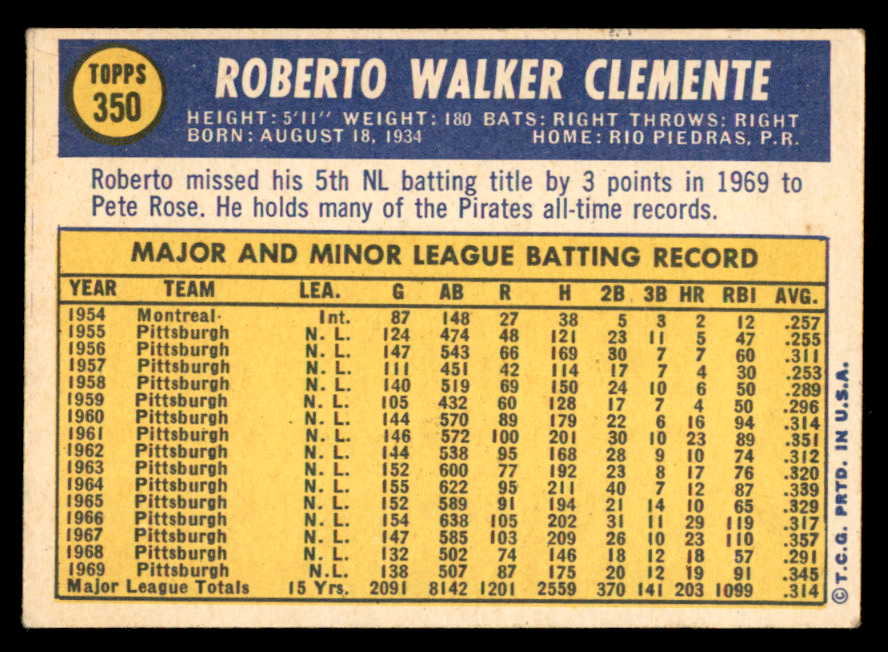 TOPPS
350
ROBERTO WALKER CLEMENTE
HEIGHT: 5'11" WEIGHT: 180 BATS: RIGHT THROWS: RIGHT
BORN: AUGUST 18, 1934 HOME: RIO PIEDRAS, P.R.
Roberto missed his 5th NL batting title by 3 points in 1969 to
Pete Rose. He holds many of the Pirates all-time records.
MAJOR AND MINOR LEAGUE BATTING RECORD
YEAR TEAM LEA. G AB R H 2B 3B HR RBI AVG.
1954 Montreal Int. 87 148 27 38 5 3 2 12 .257
1955 Pittsburgh N. L. 124 474 48 121 23 11 5 47 .255
1956 Pittsburgh N. L. 147 543 66 169 30 7 7 60 .311
1957 Pittsburgh N. L. 111 451 42 114 17 7 4 30 .253
1958 Pittsburgh N. L. 140 519 69 150 24 10 6 50 .289
1959 Pittsburgh N. L. 105 432 60 128 17 7 4 50 .296
1960 Pittsburgh N. L. 144 570 89 179 22 6 16 94 .314
1961 Pittsburgh N. L. 146 572 100 201 30 10 23 89 .351
1962 Pittsburgh N. L. 144 538 95 168 28 9 10 74 .312
1963 Pittsburgh N. L. 152 600 77 192 23 8 17 76 .320
1964 Pittsburgh N. L. 155 622 95 211 40 7 12 87 .339
1965 Pittsburgh N. L. 152 589 91 194 21 14 10 65 .329
1966 Pittsburgh N. L. 154 638 105 202 31 11 29 119 .317
1967 Pittsburgh N. L. 147 585 103 209 26 10 23 110 .357
1968 Pittsburgh N. L. 132 502 74 146 18 12 18 57 .291
1969 Pittsburgh N.L. 138 507 87 175 20 12 19 91 .345
Major League Totals 15 Yrs. 2091 8142 1201 2559 370 141 203 1099 .314
© T.C.G. PRTD. IN U.S.A.